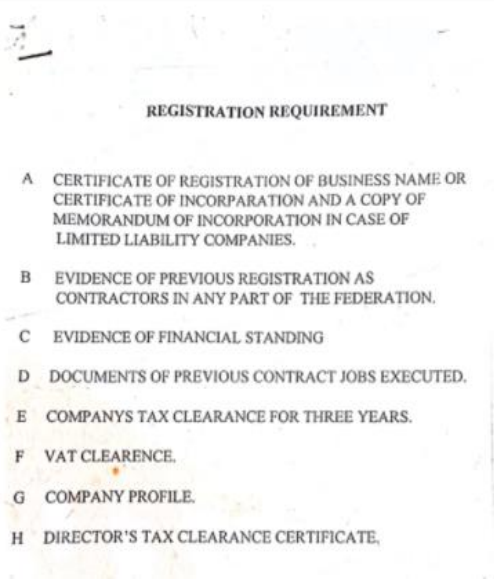 REGISTRATION REQUIREMENT
A CERTIFICATE OF REGISTRATION OF BUSINESS NAME OR
CERTIFICATE OF INCORPARATION AND A COPY OF
MEMORANDUM OF INCORPORATION IN CASE OF
LIMITED LIABILITY COMPANIES.
B EVIDENCE OF PREVIOUS REGISTRATION AS
CONTRACTORS IN ANY PART OF THE FEDERATION.
C EVIDENCE OF FINANCIAL STANDING
D DOCUMENTS OF PREVIOUS CONTRACT JOBS EXECUTED.
E COMPANYS TAX CLEARANCE FOR THREE YEARS.
F VAT CLEARENCE.
G COMPANY PROFILE.
H DIRECTOR'S TAX CLEARANCE CERTIFICATE.